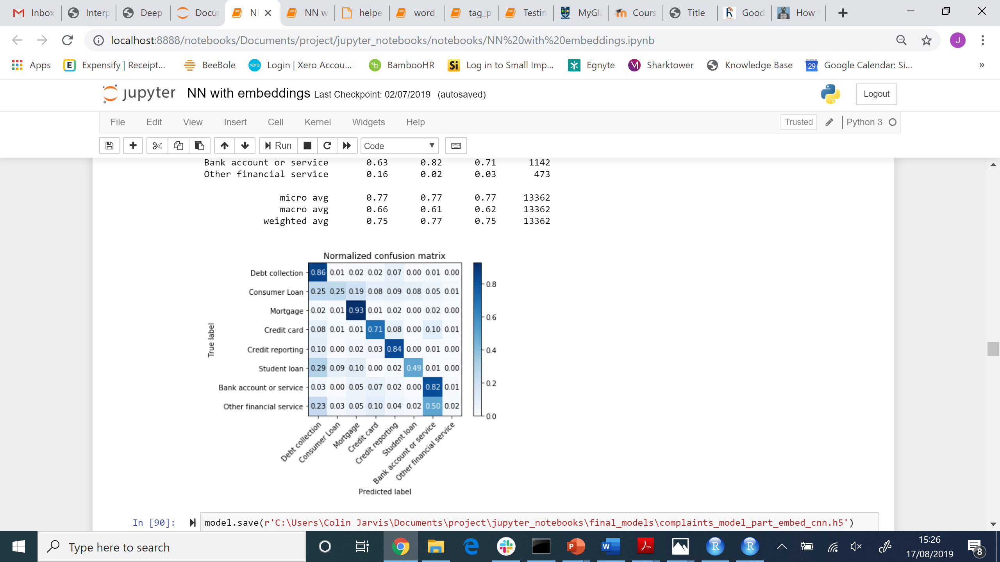 Inbox Interp Deep Docu N NN w helpe word_ tag_p Testin MyGla Cours Title Good How
localhost:8888/notebooks/Documents/project/jupyter_notebooks/notebooks/NN%20with%20embeddings.ipynb J
Apps E Expensify | Receipt... BeeBole xero Login | Xero Accou... BambooHR Si Log in to Small Imp... Egnyte Sharktower Knowledge Base 29 Google Calendar: Si... »
jupyter NN with embeddings Last Checkpoint: 02/07/2019 (autosaved) Logout
File Edit View Insert Cell Kernel Widgets Help Trusted Python 3
Run Code
Bank account or service 0.63 0.82 0.71 1142
Other financial service 0.16 0.02 0.03 473
micro avg 0.77 0.77 0.77 13362
macro avg 0.66 0.61 0.62 13362
weighted avg 0.75 0.77 0.75 13362
Normalized confusion matrix
Debt collection 0.86 0.01 0.02 0.02 0.07 0.00 0.01 0.00
0.8
Consumer Loan 0.25 0.25 0.19 0.08 0.09 0.08 0.05 0.01
Mortgage 0.02 0.01 0.93 0.01 0.02 0.00 0.02 0.00
0.6
Credit card 0.08 0.01 0.01 0.71 0.08 0.00 0.10 0.01
True label
Credit reporting 0.10 0.00 0.02 0.03 0.84 0.00 0.01 0.00
0.4
Student loan 0.29 0.09 0.10 0.00 0.02 0.49 0.01 0.00
0.2
Bank account or service 0.03 0.00 0.05 0.07 0.02 0.00 0.82 0.01
Other financial service 0.23 0.03 0.05 0.10 0.04 0.02 0.50 0.02
0.0
Debt collection
Consumer Loan
Mortgage
Credit card
Credit reporting
Student loan
Bank account or service
Other financial service
Predicted label
In [90]: model.save(r'C:\Users\Colin Jarvis\Documents\project\jupyter_notebooks\final_models\complaints_model_part_embed_cnn.h5')
Type here to search
15:26
17/08/2019
8